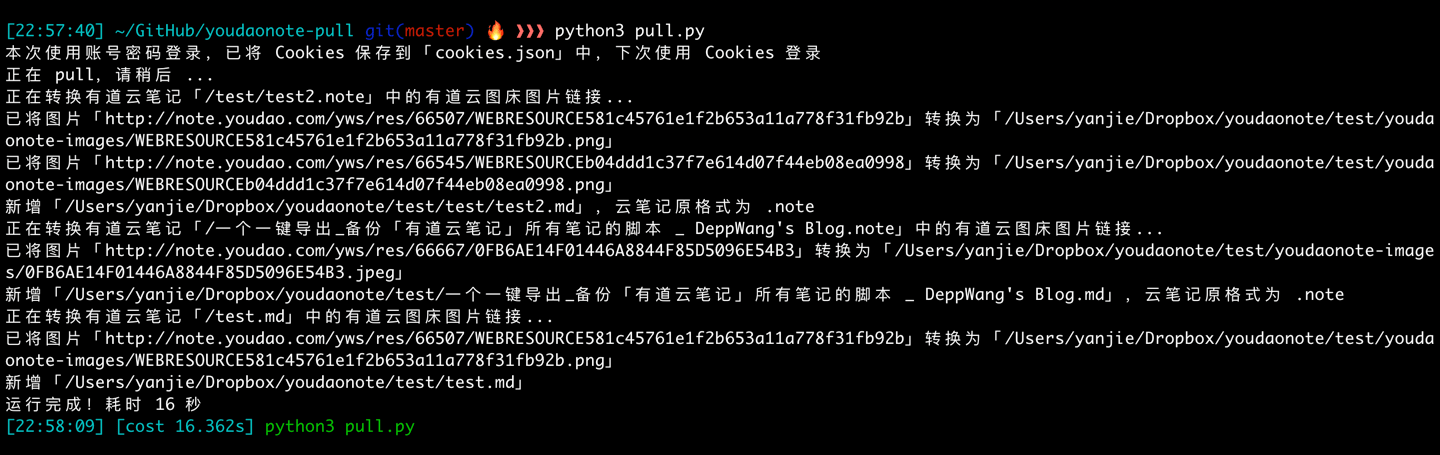 [22:57:40] ~/GitHub/youdaonote-pull git(master) 🔥 ❱❱❱ python3 pull.py
本次使用账号密码登录，已将 Cookies 保存到「cookies.json」中，下次使用 Cookies 登录
正在 pull，请稍后 ...
正在转换有道云笔记「/test/test2.note」中的有道云图床图片链接...
已将图片「http://note.youdao.com/yws/res/66507/WEBRESOURCE581c45761e1f2b653a11a778f31fb92b」转换为「/Users/yanjie/Dropbox/youdaonote/test/youda
onote-images/WEBRESOURCE581c45761e1f2b653a11a778f31fb92b.png」
已将图片「http://note.youdao.com/yws/res/66545/WEBRESOURCEb04ddd1c37f7e614d07f44eb08ea0998」转换为「/Users/yanjie/Dropbox/youdaonote/test/youda
onote-images/WEBRESOURCEb04ddd1c37f7e614d07f44eb08ea0998.png」
新增「/Users/yanjie/Dropbox/youdaonote/test/test/test2.md」，云笔记原格式为 .note
正在转换有道云笔记「/一个一键导出_备份「有道云笔记」所有笔记的脚本 _ DeppWang's Blog.note」中的有道云图床图片链接...
已将图片「http://note.youdao.com/yws/res/66667/0FB6AE14F01446A8844F85D5096E54B3」转换为「/Users/yanjie/Dropbox/youdaonote/test/youdaonote-image
s/0FB6AE14F01446A8844F85D5096E54B3.jpeg」
新增「/Users/yanjie/Dropbox/youdaonote/test/一个一键导出_备份「有道云笔记」所有笔记的脚本 _ DeppWang's Blog.md」，云笔记原格式为 .note
正在转换有道云笔记「/test.md」中的有道云图床图片链接...
已将图片「http://note.youdao.com/yws/res/66507/WEBRESOURCE581c45761e1f2b653a11a778f31fb92b」转换为「/Users/yanjie/Dropbox/youdaonote/test/youda
onote-images/WEBRESOURCE581c45761e1f2b653a11a778f31fb92b.png」
新增「/Users/yanjie/Dropbox/youdaonote/test/test.md」
运行完成！耗时 16 秒
[22:58:09] [cost 16.362s] python3 pull.py